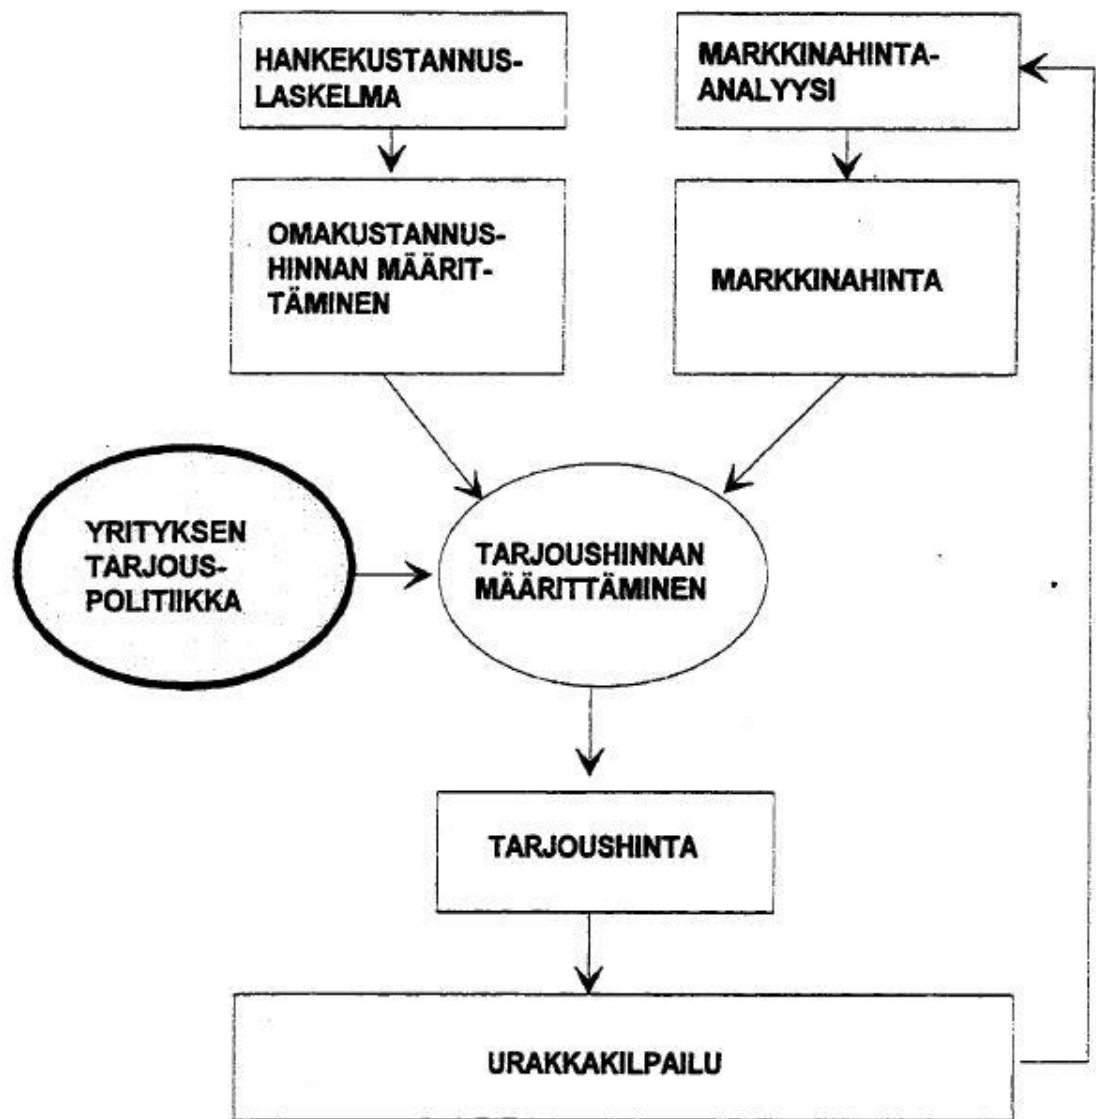 HANKEKUSTANNUS-
LASKELMA
MARKKINAHINTA-
ANALYYSI
OMAKUSTANNUS-
HINNAN MÄÄRIT-
TÄMINEN
MARKKINAHINTA
YRITYKSEN
TARJOUS-
POLITIIKKA
TARJOUSHINNAN
MÄÄRITTÄMINEN
TARJOUSHINTA
URAKKAKILPAILU